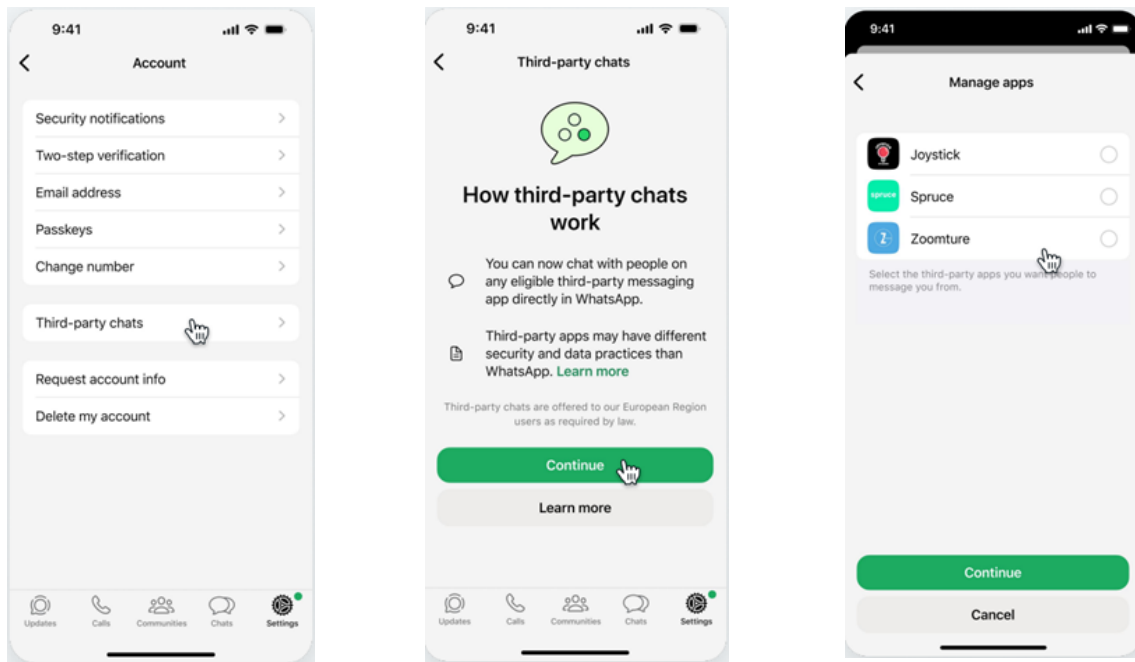 9:41
Account
Security notifications
Two-step verification
Email address
Passkeys
Change number
Third-party chats
Request account info
Delete my account
Updates
Calls
Communities
Chats
Settings
9:41
Third-party chats
How third-party chats
work
You can now chat with people on
any eligible third-party messaging
app directly in WhatsApp.
Third-party apps may have different
security and data practices than
WhatsApp. Learn more
Third-party chats are offered to our European Region
users as required by law.
Continue
Learn more
Updates
Calls
Communities
Chats
Settings
9:41
Manage apps
Joystick
spruce
Spruce
Z
Zoomture
Select the third-party apps you want people to
message you from.
Continue
Cancel